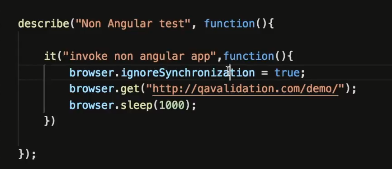 describe("Non Angular test", function(){
it("invoke non angular app",function(){
browser.ignoreSynchronization = true;
browser.get("http://qavalidation.com/demo/");
browser.sleep(1000);
})
});